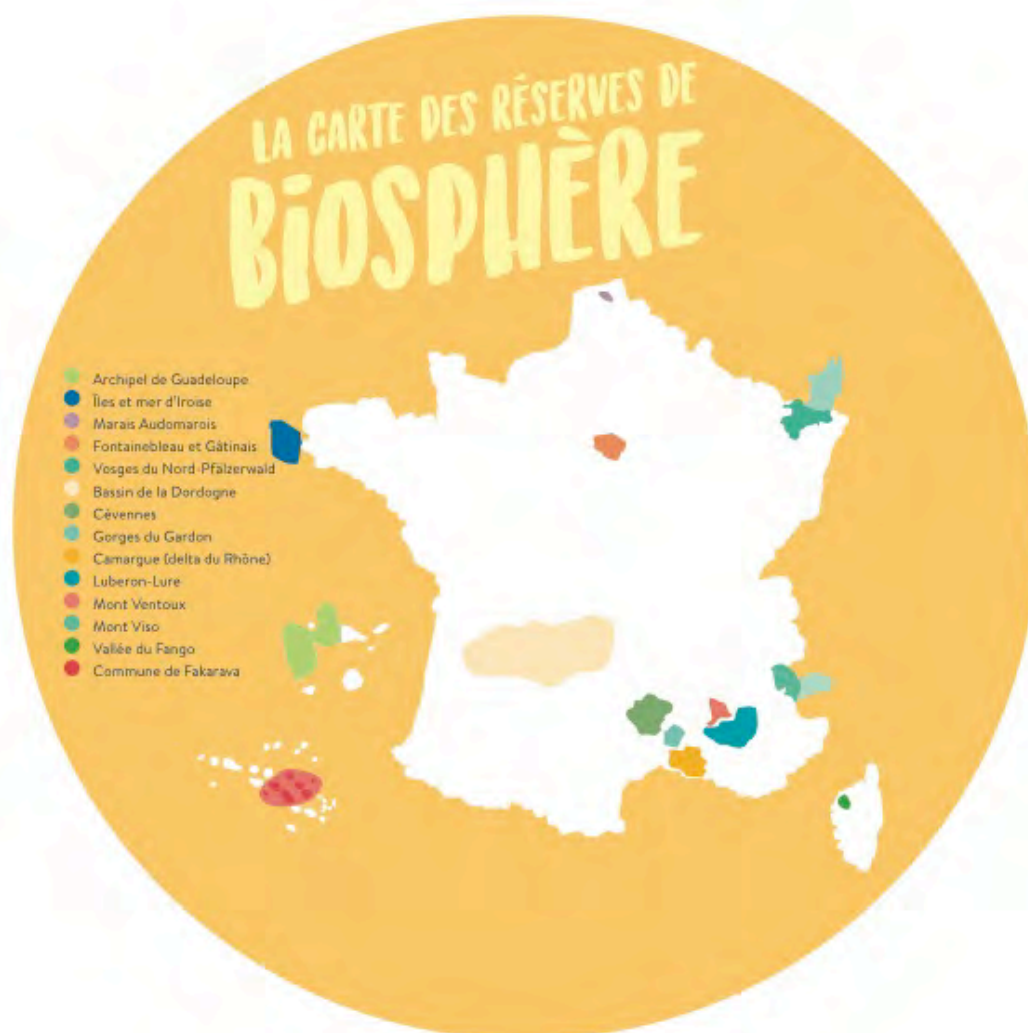 LA CARTE DES RÉSERVES DE
BiOSPHÈRE
Archipel de Guadeloupe
Îles et mer d'Iroise
Marais Audomarois
Fontainebleau et Gâtinais
Vosges du Nord-Pfälzerwald
Bassin de la Dordogne
Cévennes
Gorges du Gardon
Camargue (delta du Rhône)
Luberon-Lure
Mont Ventoux
Mont Viso
Vallée du Fango
Commune de Fakarava